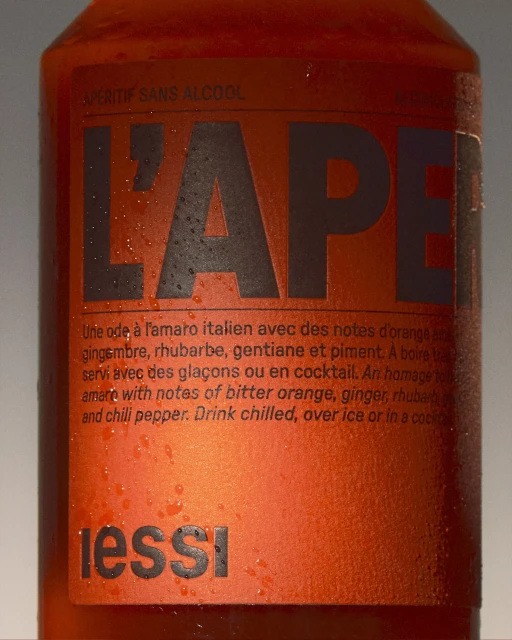 APERITIF SANS ALCOOL
L'APER
Une ode à l'amaro italien avec des notes d'orange
gingembre, rhubarbe, gentiane et piment. À boire
servi avec des glaçons ou en cocktail. An homage
amaro with notes of bitter orange, ginger, rhubarb
and chili pepper. Drink chilled, over ice or in a
iessi